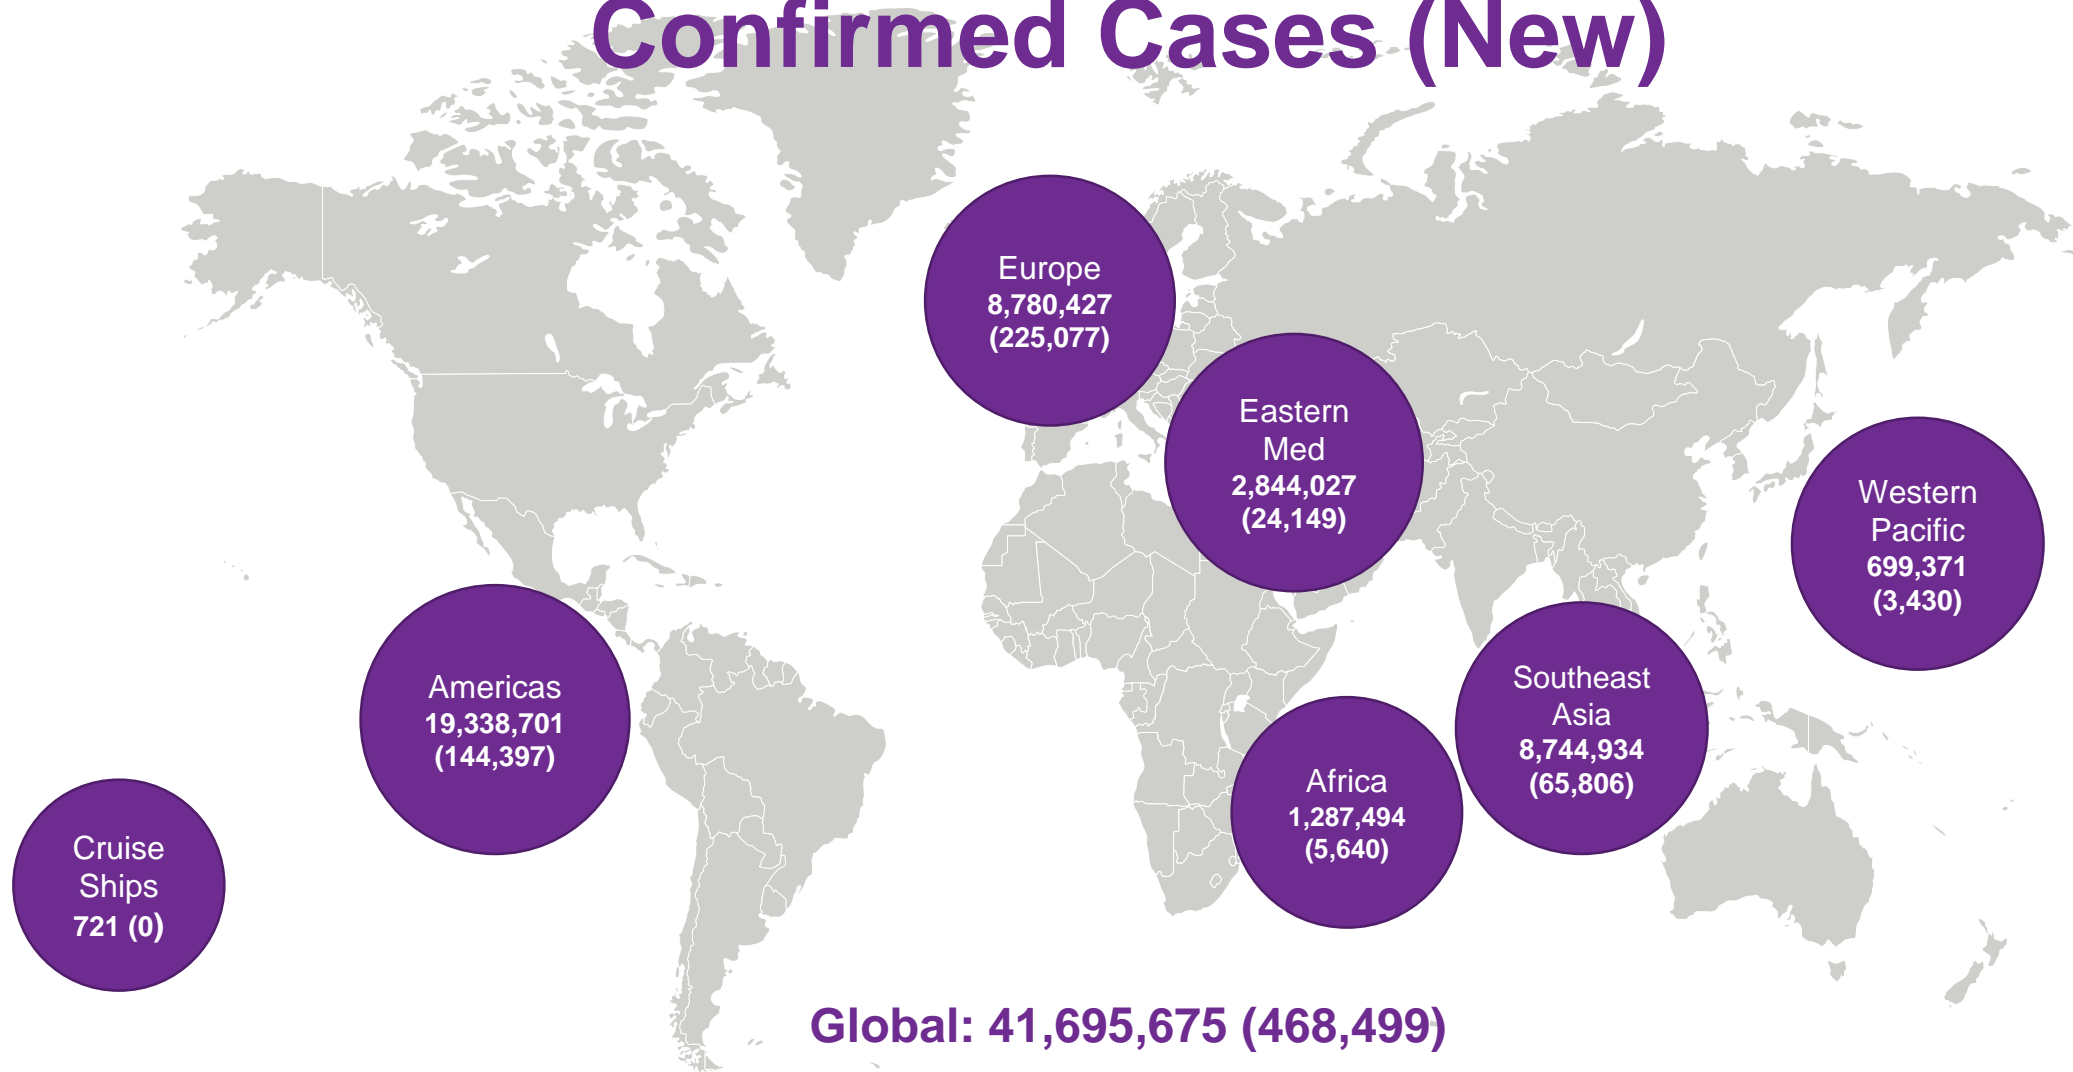 Confirmed Cases (New)
Europe
8,780,427
(225,077)
Eastern
Med
2,844,027
(24,149)
Western
Pacific
699,371
(3,430)
Americas
19,338,701
(144,397)
Southeast
Asia
8,744,934
(65,806)
Africa
1,287,494
(5,640)
Cruise
Ships
721 (0)
Global: 41,695,675 (468,499)